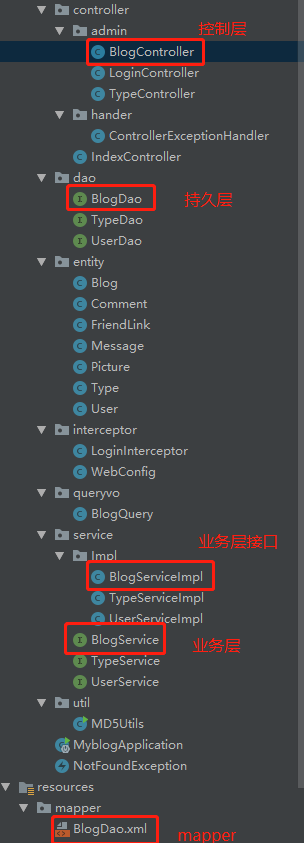 controller
admin
控制层
BlogController
LoginController
TypeController
hander
ControllerExceptionHandler
IndexController
dao
BlogDao
持久层
TypeDao
UserDao
entity
Blog
Comment
FriendLink
Message
Picture
Type
User
interceptor
LoginInterceptor
WebConfig
queryvo
BlogQuery
service
业务层接口
Impl
BlogServiceImpl
TypeServiceImpl
UserServiceImpl
BlogService
业务层
TypeService
UserService
util
MD5Utils
MyblogApplication
NotFoundException
resources
mapper
BlogDao.xml
mapper